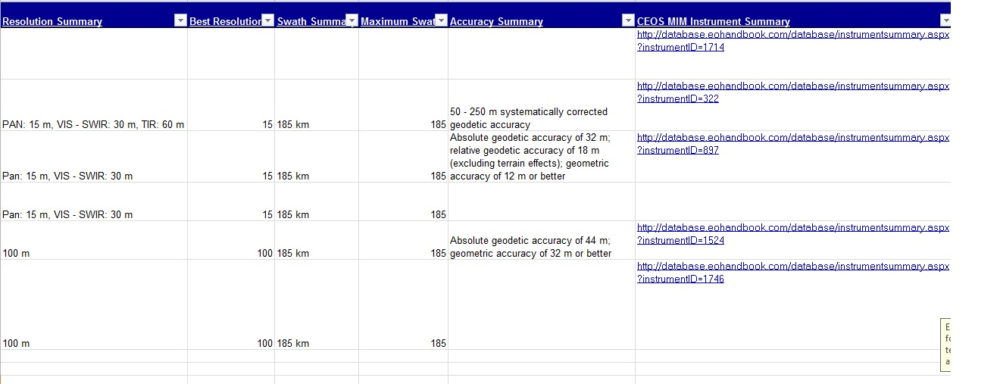 Resolution Summary Best Resolution Swath Summa Maximum Swat Accuracy Summary CEOS MIM Instrument Summary
http://database.eohandbook.com/database/instrumentsummary.aspx
?instrumentID=1714
http://database.eohandbook.com/database/instrumentsummary.aspx
?instrumentID=322
50 - 250 m systematically corrected
PAN: 15 m, VIS - SWIR: 30 m, TIR: 60 m 15 185 km 185 geodetic accuracy
Absolute geodetic accuracy of 32 m; http://database.eohandbook.com/database/instrumentsummary.aspx
relative geodetic accuracy of 18 m ?instrumentID=897
(excluding terrain effects); geometric
Pan: 15 m, VIS - SWIR: 30 m 15 185 km 185 accuracy of 12 m or better
Pan: 15 m, VIS - SWIR: 30 m 15 185 km 185
http://database.eohandbook.com/database/instrumentsummary.aspx
Absolute geodetic accuracy of 44 m; ?instrumentID=1524
100 m 100 185 km 185 geometric accuracy of 32 m or better
http://database.eohandbook.com/database/instrumentsummary.aspx
?instrumentID=1746
100 m 100 185 km 185
E
fo
te
a